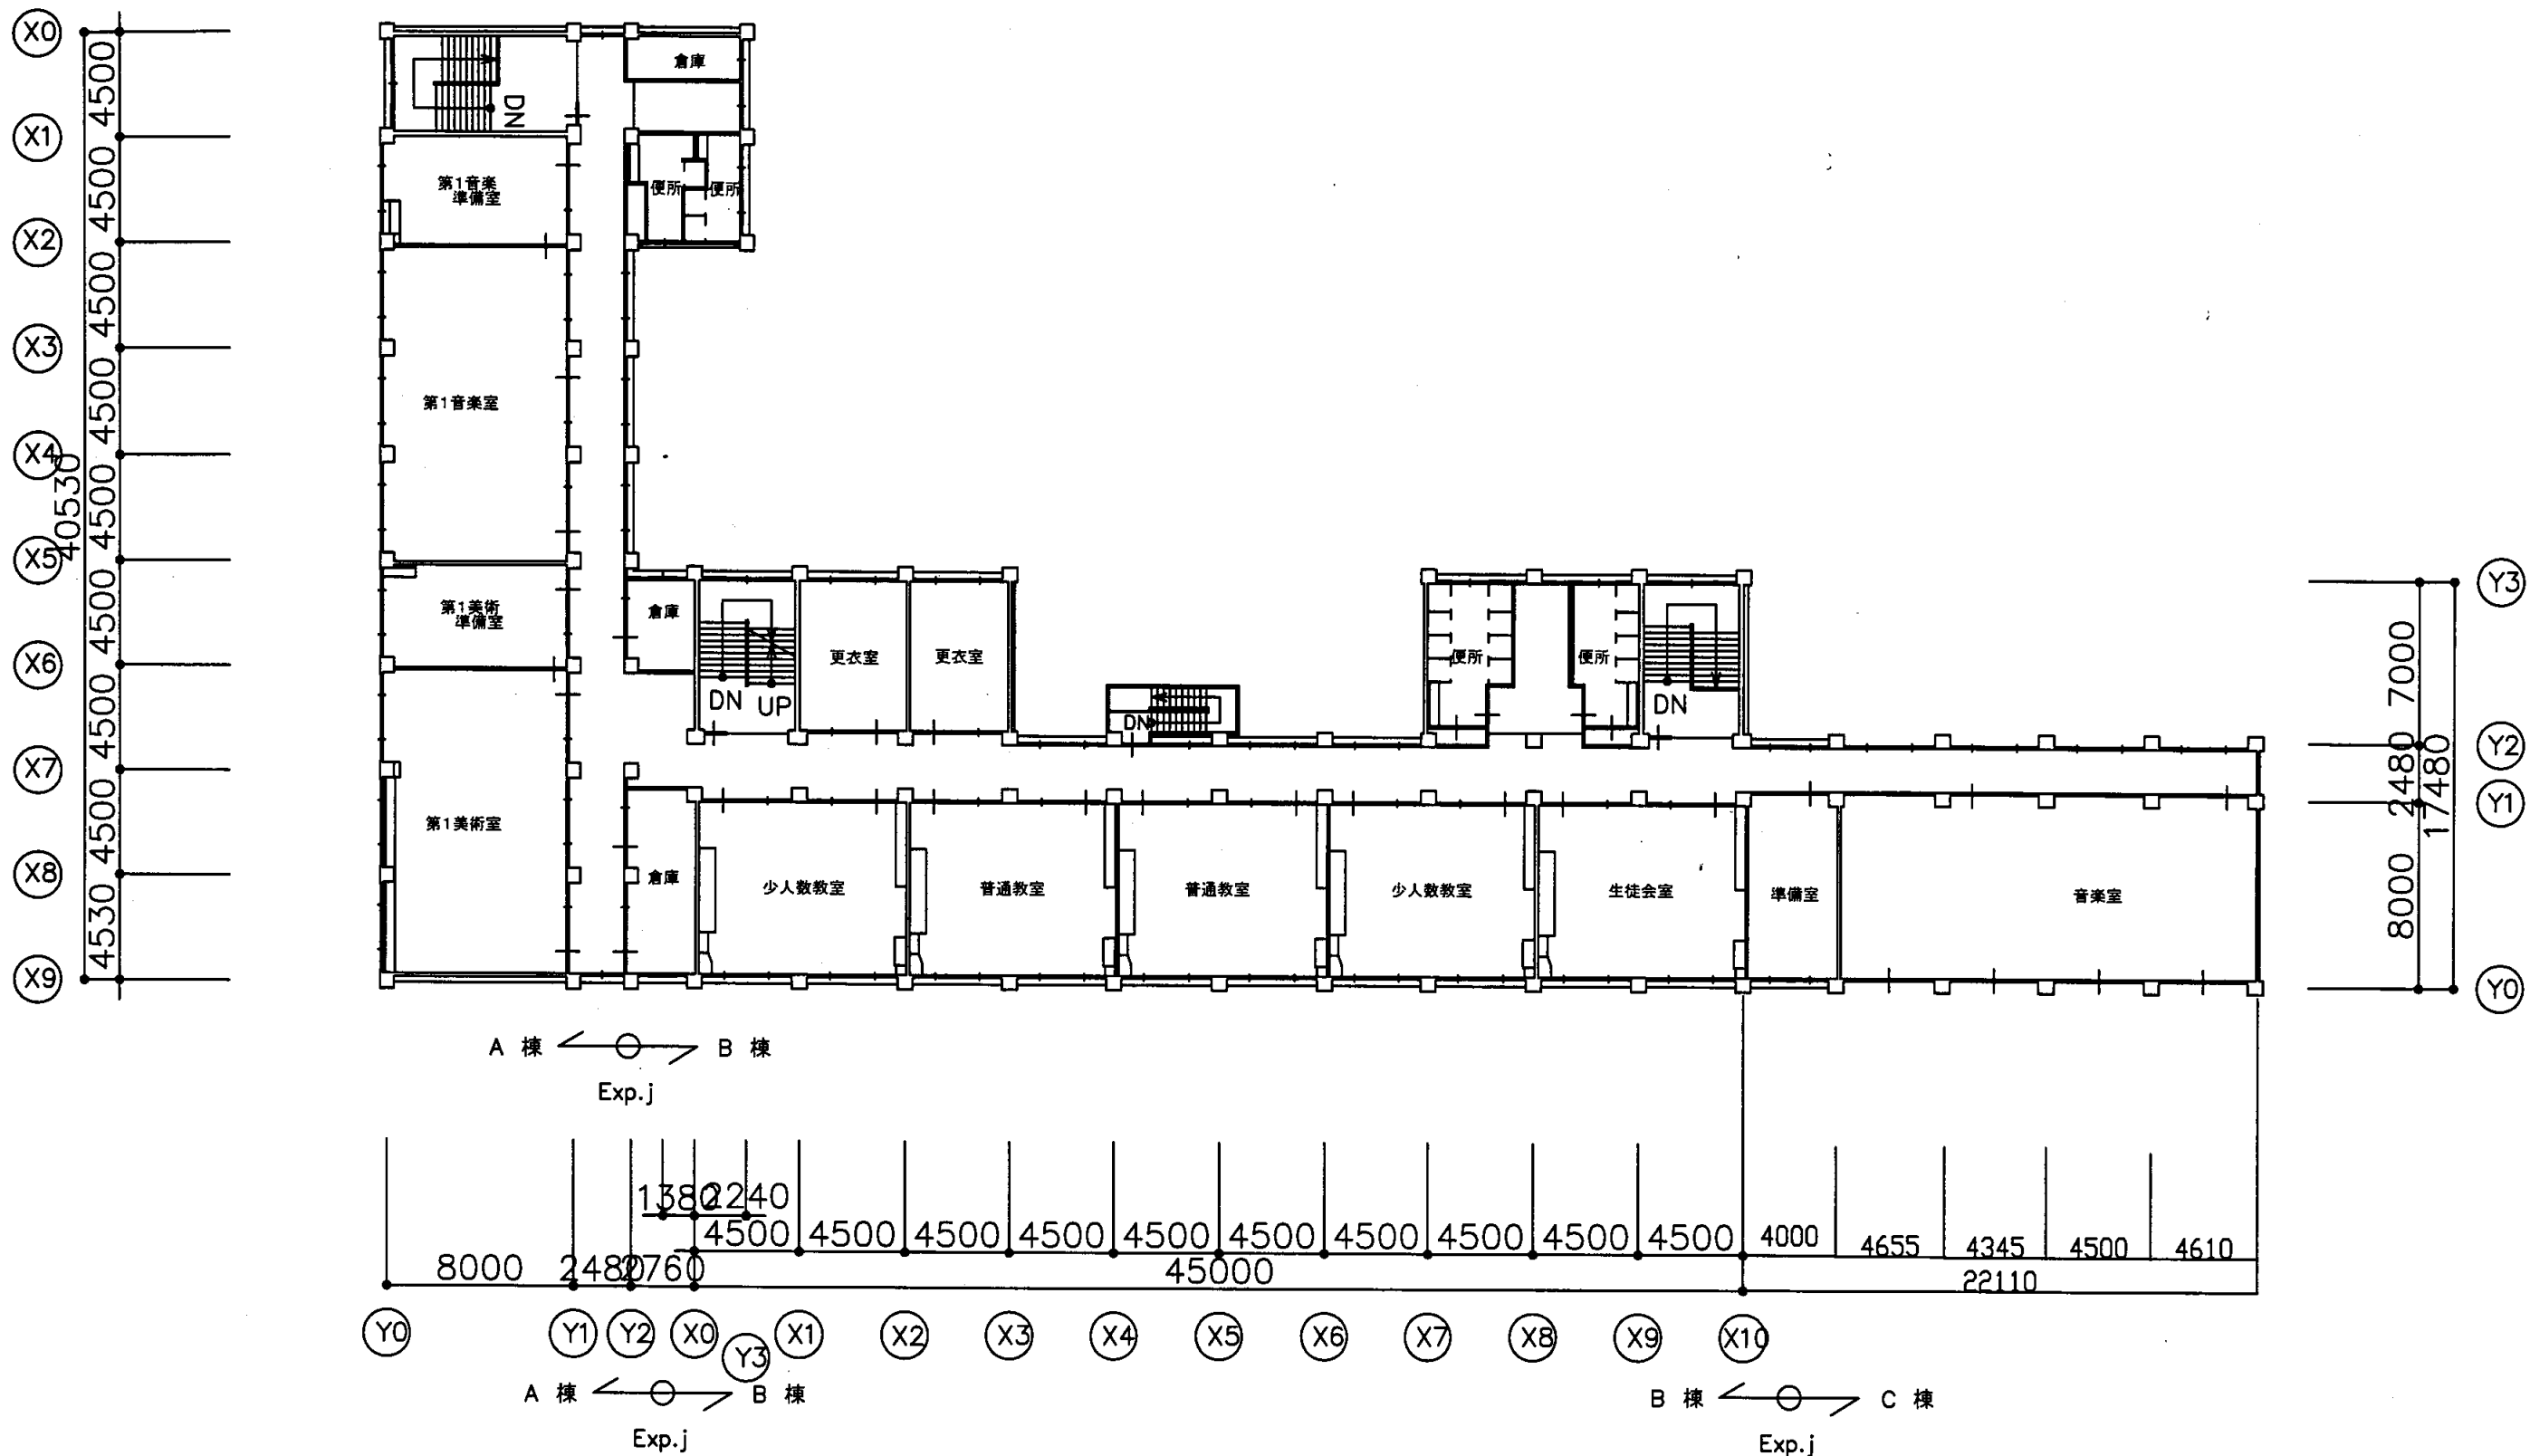 X0
4500
倉庫
DN
X1
4500
第1音楽
準備室
便所
便所
X2
4500
X3
4500
第1音楽室
X4
40530
4500
X5
4500
第1美術
準備室
倉庫
更衣室
更衣室
便所
便所
Y3
X6
DN
UP
DN
DN
7000
4500
Y2
X7
2480
17480
4500
第1美術室
Y1
X8
倉庫
少人数教室
普通教室
普通教室
少人数教室
生徒会室
準備室
音楽室
8000
4530
X9
Y0
A 棟
B 棟
Exp.j
1380
2240
4500
4500
4500
4500
4500
4500
4500
4500
4500
4500
4000
4655
4345
4500
4610
8000
2480
2760
45000
22110
Y0
Y1
Y2
X0
Y3
X1
X2
X3
X4
X5
X6
X7
X8
X9
X10
A 棟
B 棟
Exp.j
B 棟
C 棟
Exp.j